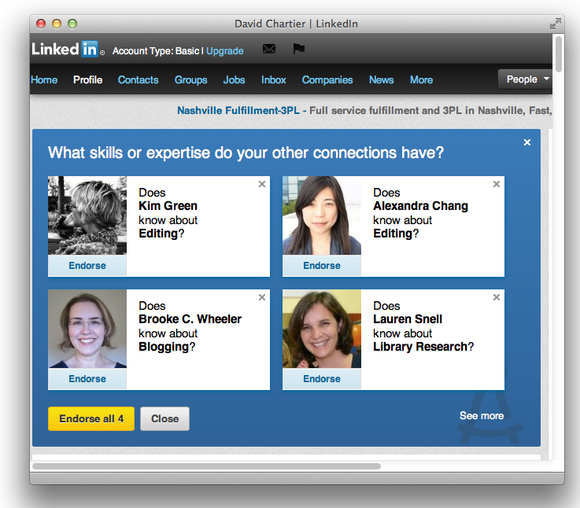 David Chartier | LinkedIn
Linked in Account Type: Basic | Upgrade
Home Profile Contacts Groups Jobs Inbox Companies News More People
Nashville Fulfillment-3PL - Full service fulfillment and 3PL in Nashville, Fast,
What skills or expertise do your other connections have?
Does
Kim Green
know about
Editing?
Endorse
Does
Alexandra Chang
know about
Editing?
Endorse
Does
Brooke C. Wheeler
know about
Blogging?
Endorse
Does
Lauren Snell
know about
Library Research?
Endorse
Endorse all 4 Close See more